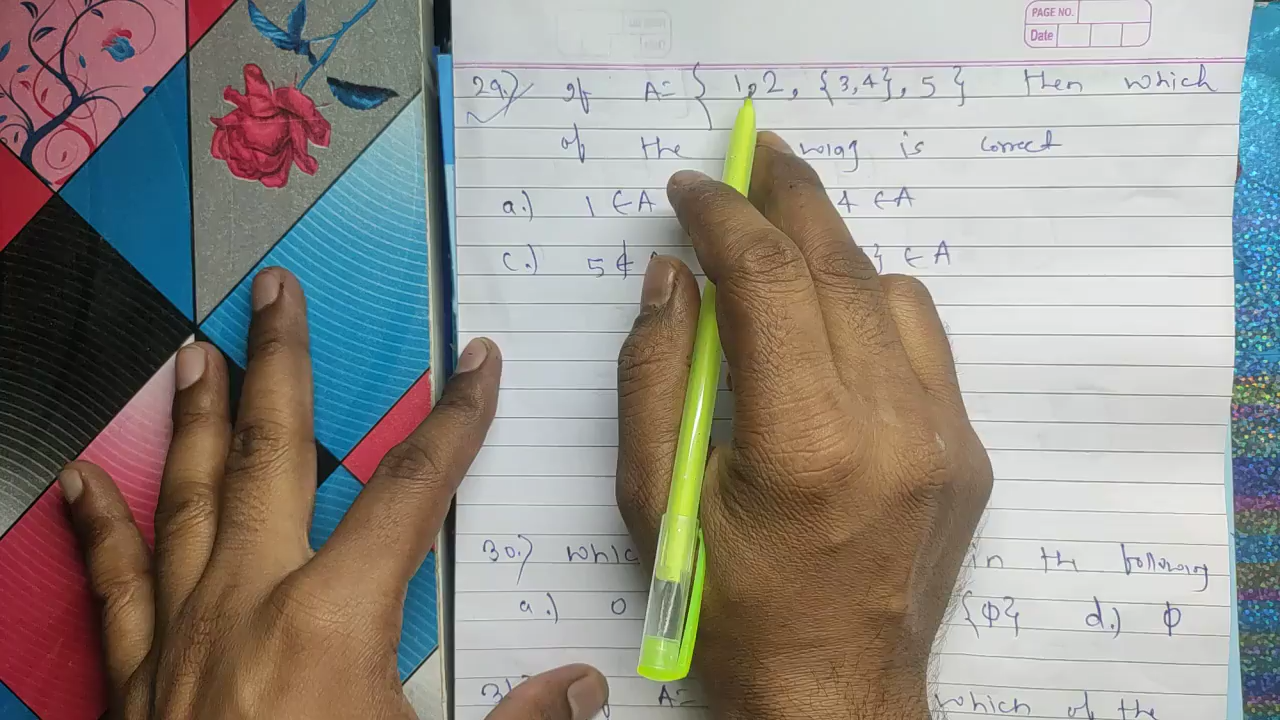 PAGE NO.
Date
29.) If A = { 1, 2, {3,4}, 5 } then which
of the is correct
a.) 1 ∈ A 4 ∈ A
c.) 5 ∉ } ∈ A
30.) in the following
a.) 0 {ϕ} d.) ϕ
If A= which of the